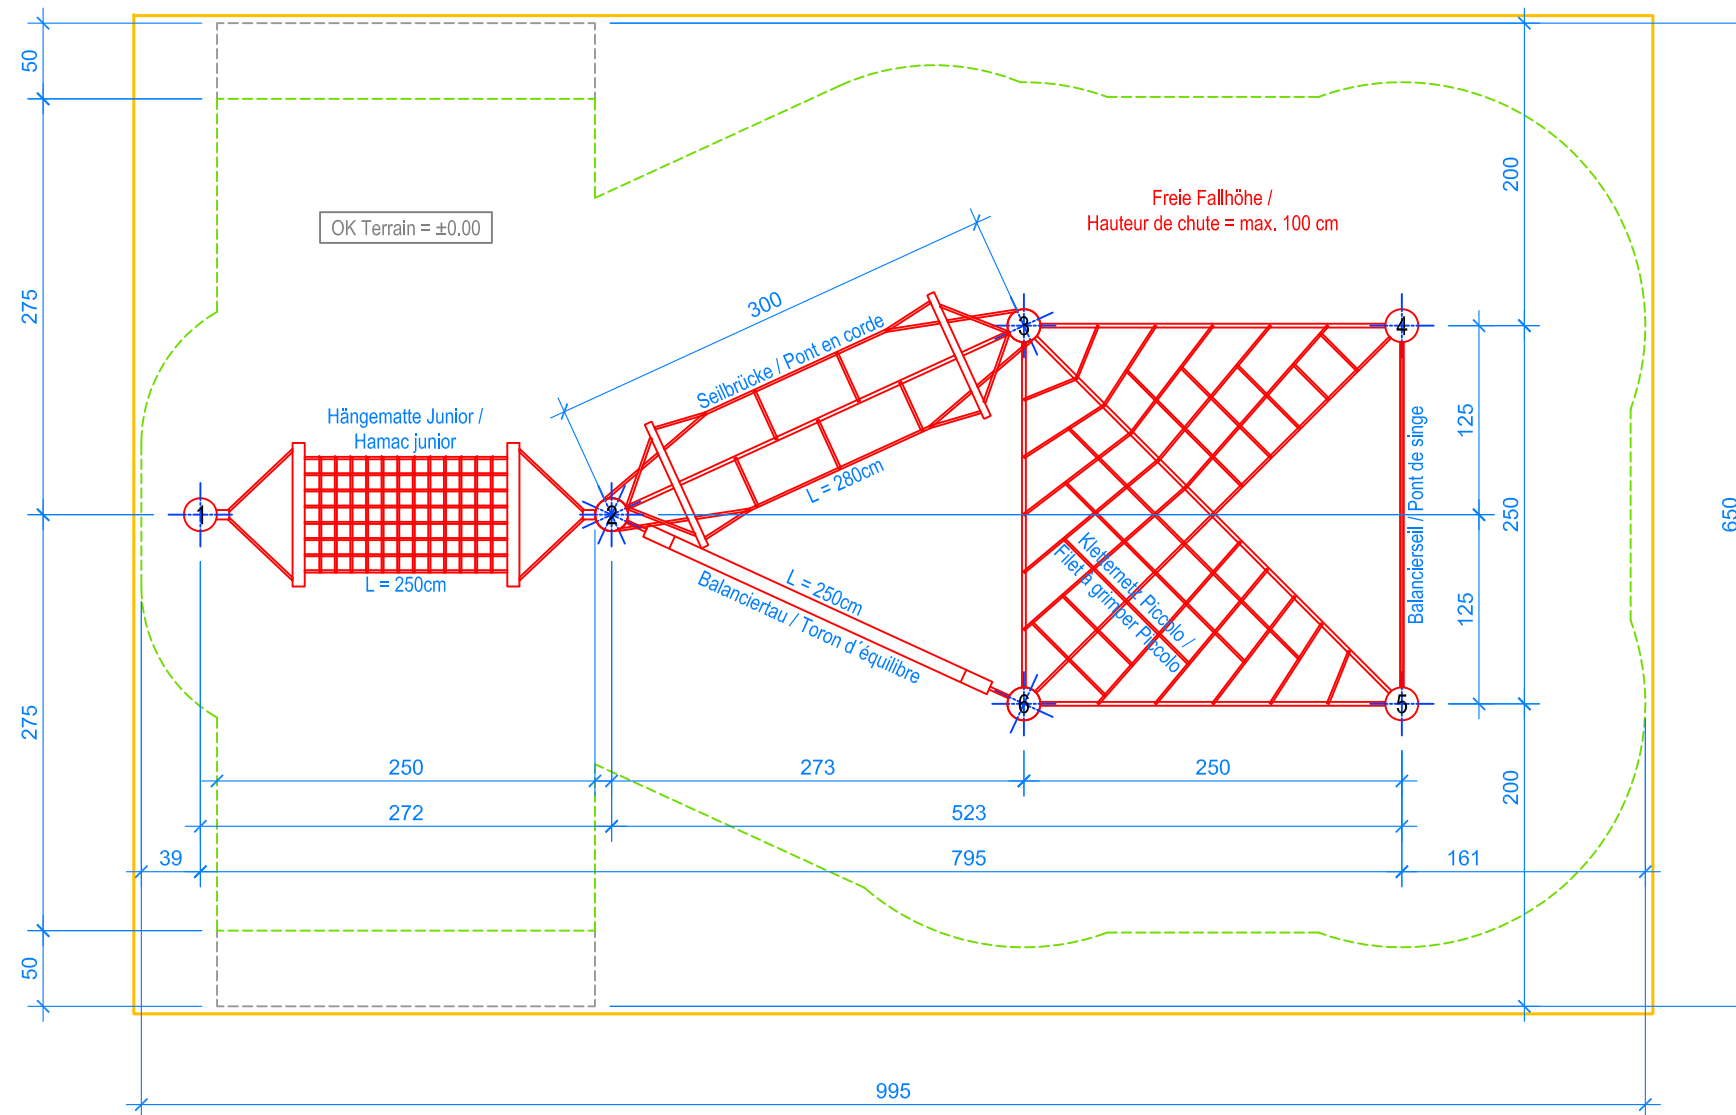 50
275
275
50
OK Terrain = ±0.00
Freie Fallhöhe /
Hauteur de chute = max. 100 cm
300
Seilbrücke / Pont en corde
L = 280cm
Hängematte Junior /
Hamac junior
L = 250cm
L = 250cm
Balanciertau / Toron d´équilibre
Kletternetz Piccolo /
Filet à grimper Piccolo
Balancierseil / Pont de singe
1
2
3
4
5
6
200
125
250
125
200
650
250
273
250
272
523
39
795
161
995